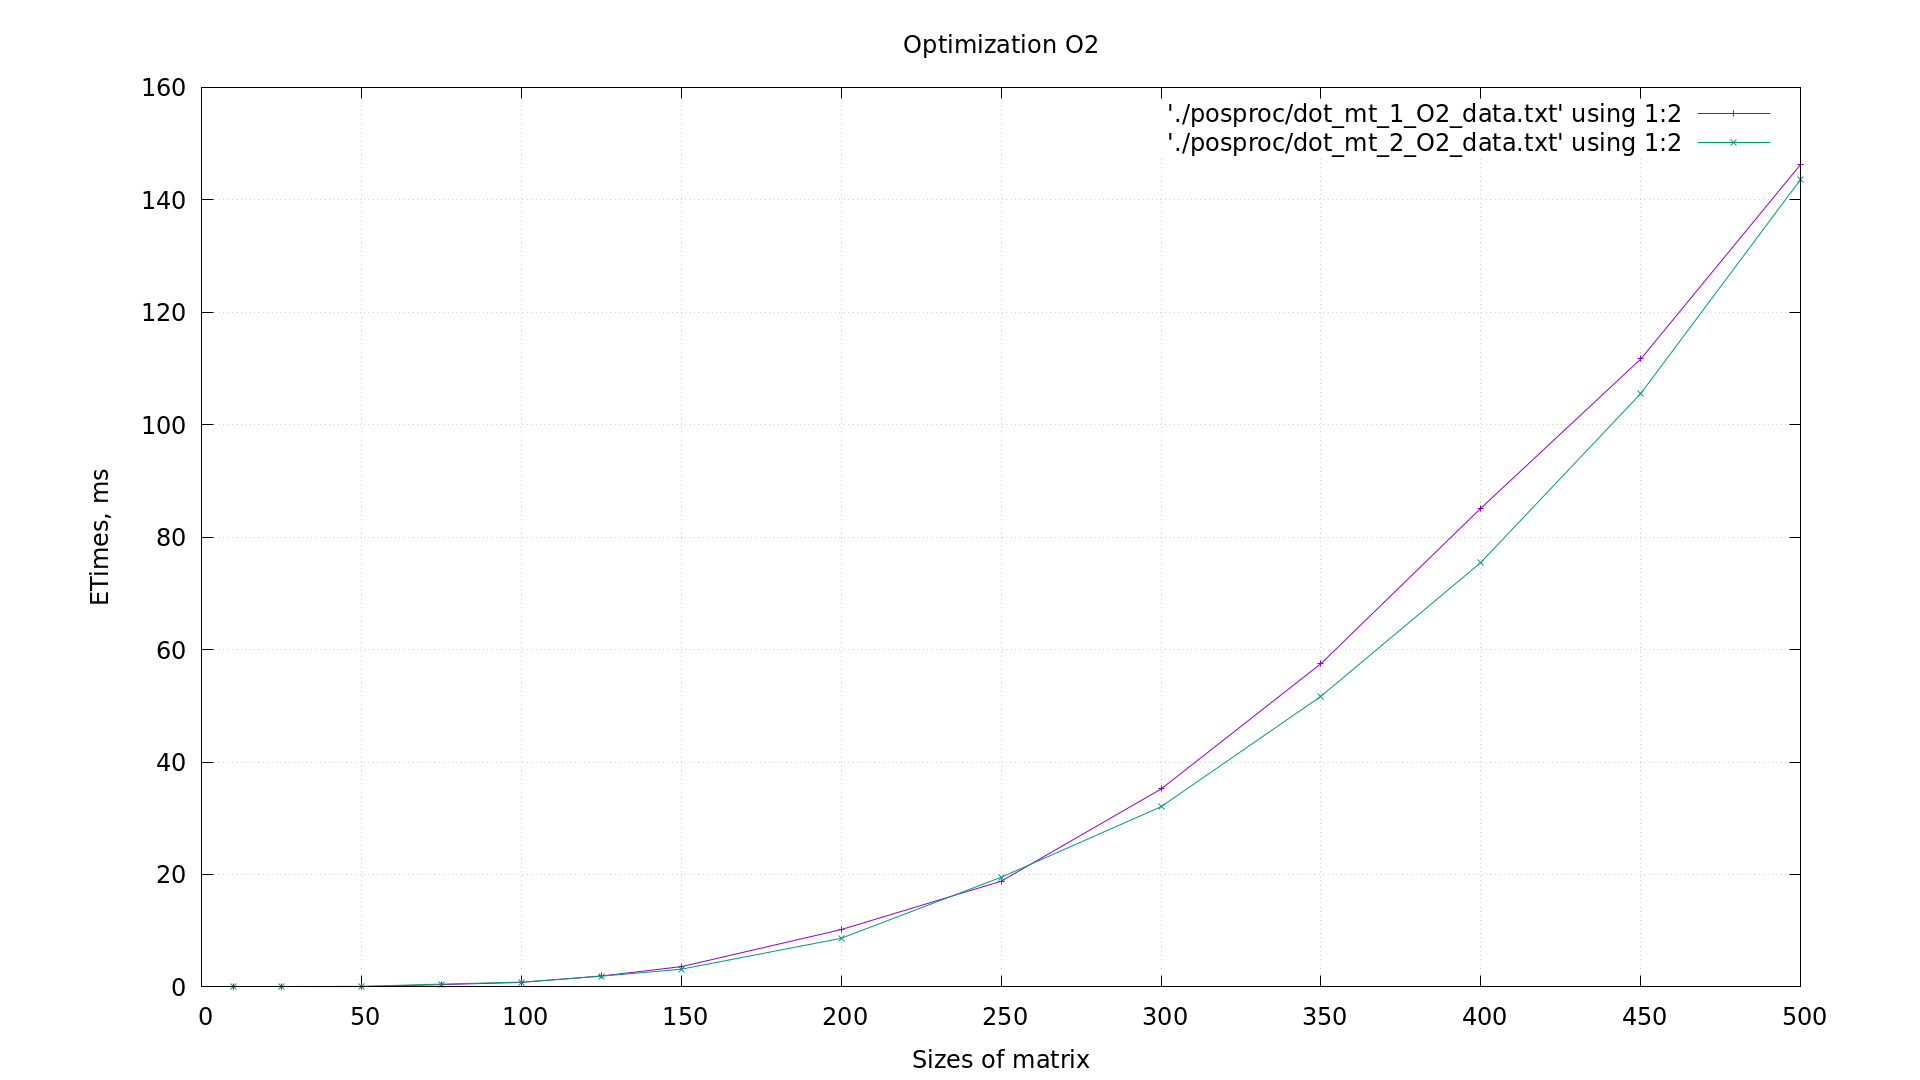 Optimization O2
160
'./posproc/dot_mt_1_O2_data.txt' using 1:2
'./posproc/dot_mt_2_O2_data.txt' using 1:2
140
120
100
80
60
40
20
0
ETimes, ms
0 50 100 150 200 250 300 350 400 450 500
Sizes of matrix